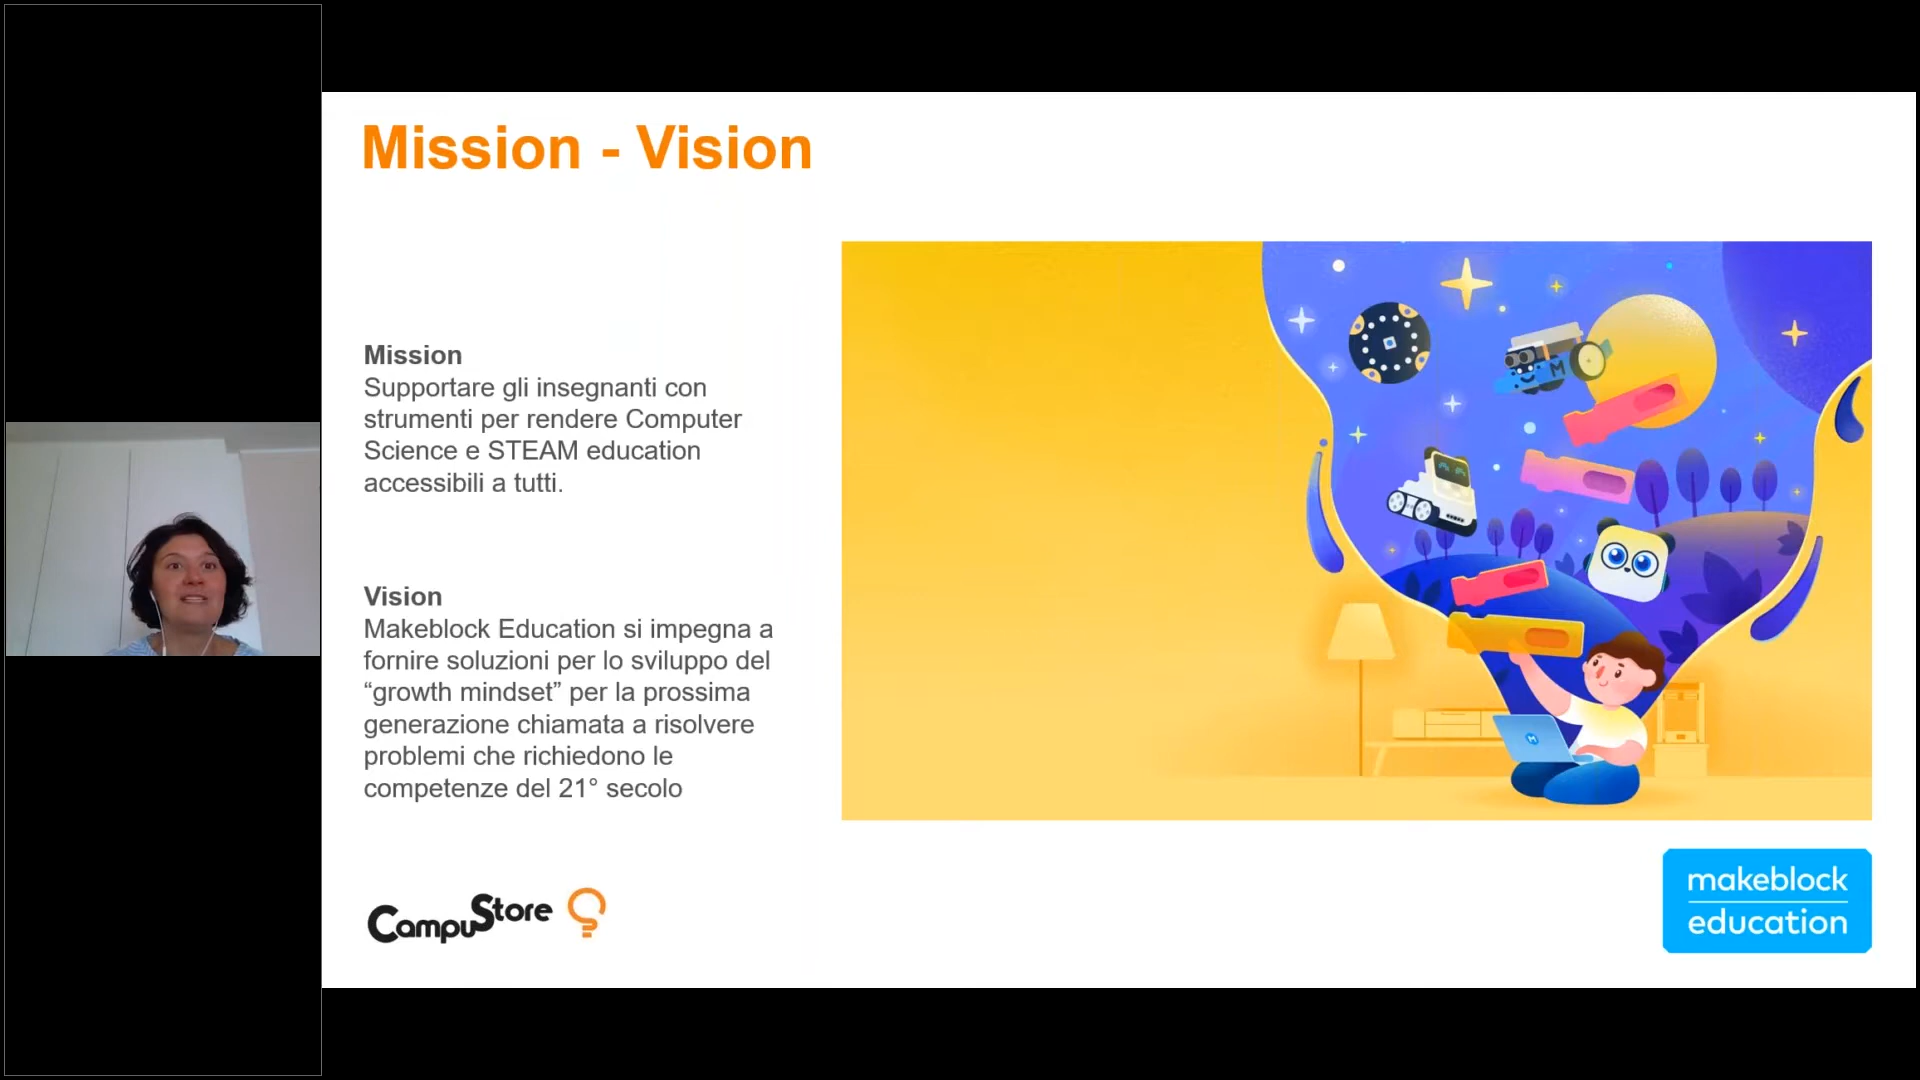 Mission - Vision
Mission
Supportare gli insegnanti con
strumenti per rendere Computer
Science e STEAM education
accessibili a tutti.
Vision
Makeblock Education si impegna a
fornire soluzioni per lo sviluppo del
“growth mindset” per la prossima
generazione chiamata a risolvere
problemi che richiedono le
competenze del 21° secolo
CampuStore
makeblock
education